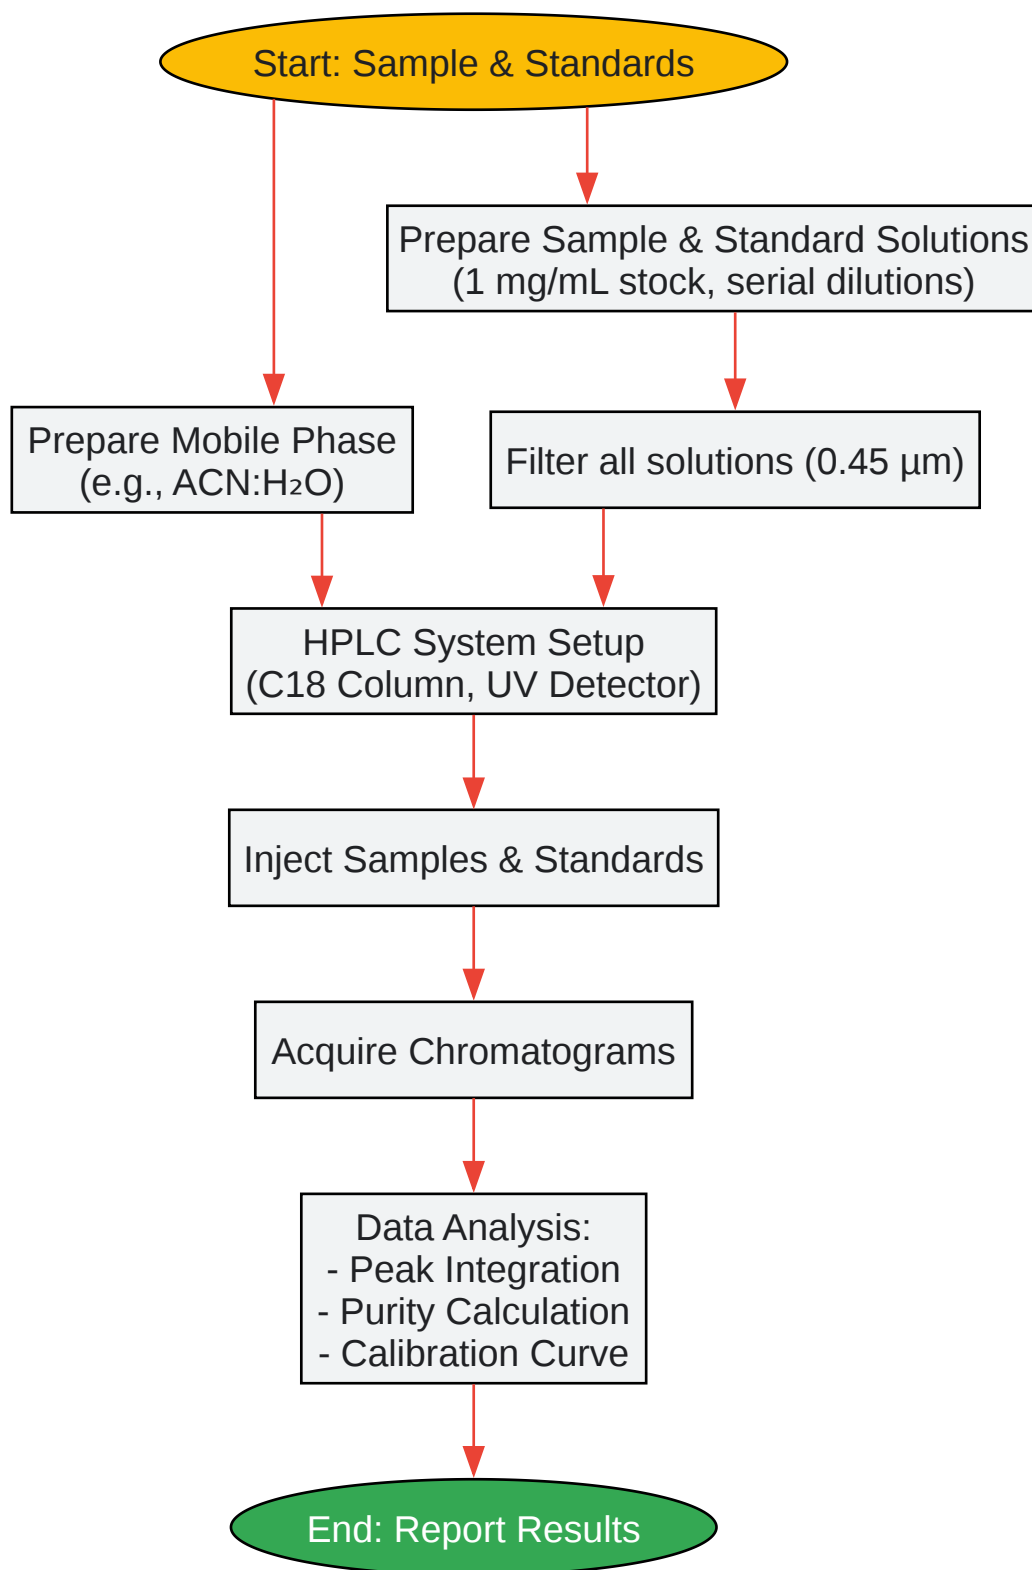 Start: Sample & Standards
Prepare Sample & Standard Solutions
(1 mg/mL stock, serial dilutions)
Prepare Mobile Phase
(e.g., ACN:H₂O)
Filter all solutions (0.45 µm)
HPLC System Setup
(C18 Column, UV Detector)
Inject Samples & Standards
Acquire Chromatograms
Data Analysis:
- Peak Integration
- Purity Calculation
- Calibration Curve
End: Report Results